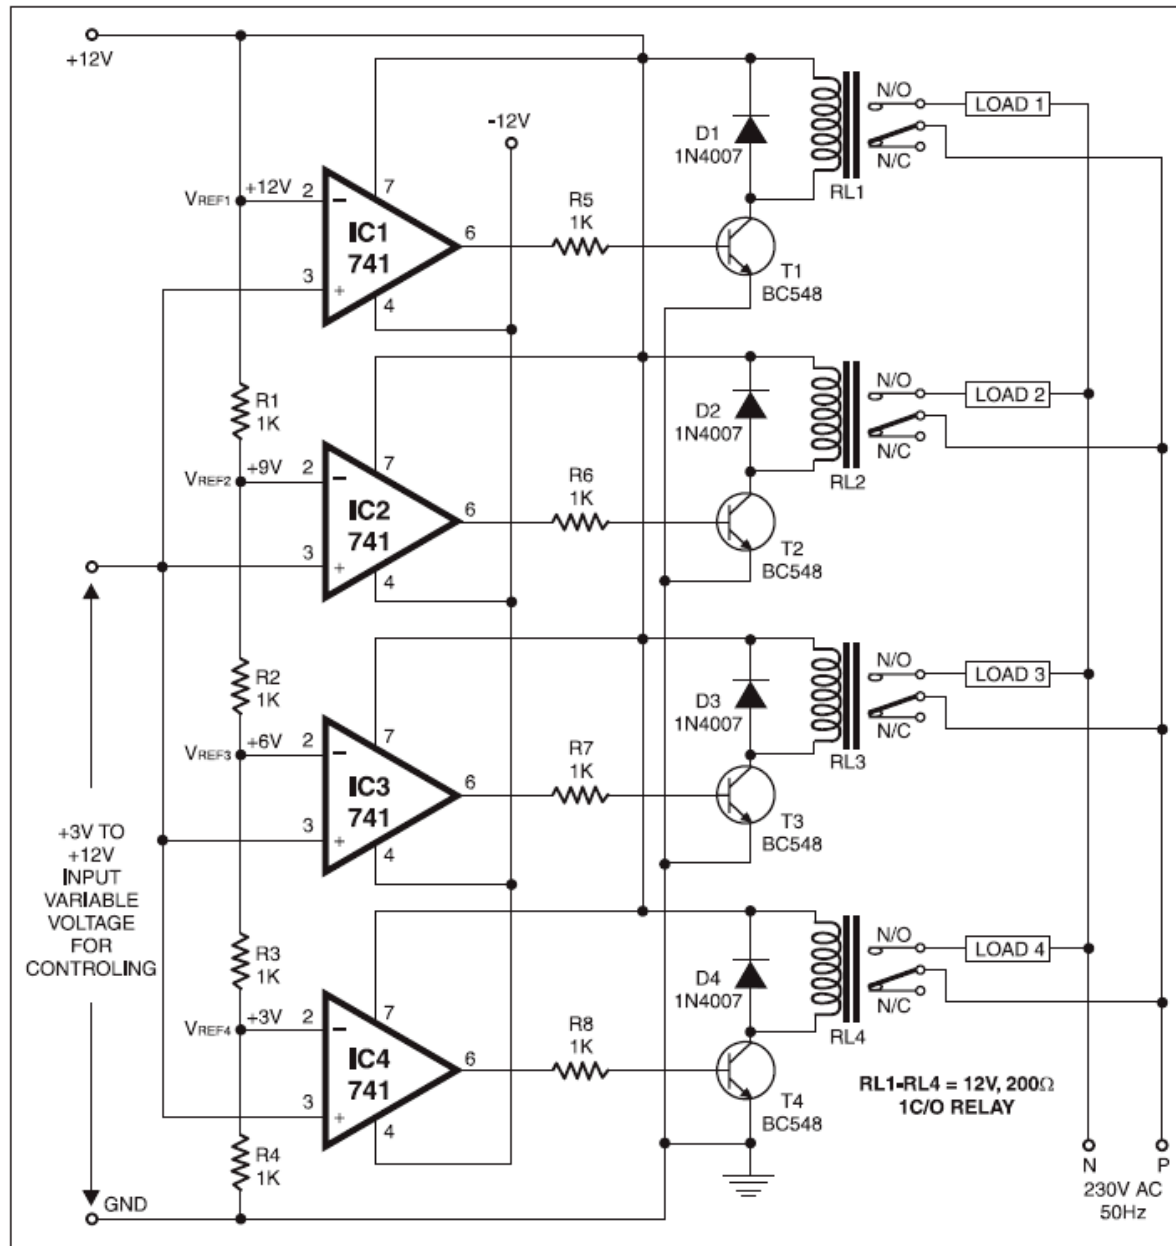 +12V
-12V
N/O
LOAD 1
N/C
D1
1N4007
RL1
VREF1
+12V
2
7
IC1
741
6
3
4
R5
1K
T1
BC548
R1
1K
N/O
LOAD 2
N/C
D2
1N4007
RL2
VREF2
+9V
2
7
IC2
741
6
3
4
R6
1K
T2
BC548
R2
1K
N/O
LOAD 3
N/C
D3
1N4007
RL3
VREF3
+6V
2
7
IC3
741
6
3
4
R7
1K
T3
BC548
+3V TO
+12V
INPUT
VARIABLE
VOLTAGE
FOR
CONTROLING
R3
1K
N/O
LOAD 4
N/C
D4
1N4007
RL4
VREF4
+3V
2
7
IC4
741
6
3
4
R8
1K
T4
BC548
RL1-RL4 = 12V, 200Ω
1C/O RELAY
R4
1K
GND
N
P
230V AC
50Hz